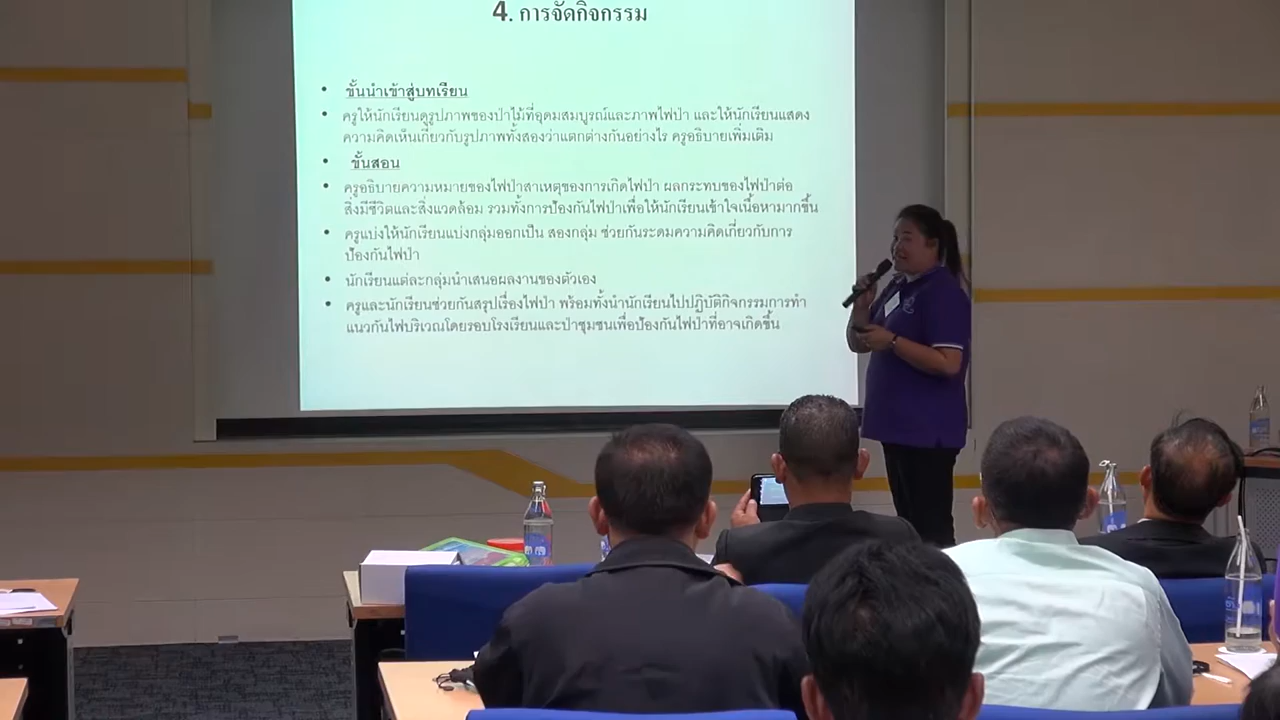 4. การจัดกิจกรรม
• ขั้นนำเข้าสู่บทเรียน
• ครูให้นักเรียนดูรูปภาพของป่าไม้ที่อุดมสมบูรณ์และภาพไฟป่า และให้นักเรียนแสดง
ความคิดเห็นเกี่ยวกับรูปภาพทั้งสองว่าแตกต่างกันอย่างไร ครูอธิบายเพิ่มเติม
• ขั้นสอน
• ครูอธิบายความหมายของไฟป่าสาเหตุของการเกิดไฟป่า ผลกระทบของไฟป่าต่อ
สิ่งมีชีวิตและสิ่งแวดล้อม รวมทั้งการป้องกันไฟป่าเพื่อให้นักเรียนเข้าใจเนื้อหามากขึ้น
• ครูแบ่งให้นักเรียนแบ่งกลุ่มออกเป็น สองกลุ่ม ช่วยกันระดมความคิดเกี่ยวกับการ
ป้องกันไฟป่า
• นักเรียนแต่ละกลุ่มนำเสนอผลงานของตัวเอง
• ครูและนักเรียนช่วยกันสรุปเรื่องไฟป่า พร้อมทั้งนำนักเรียนไปปฏิบัติกิจกรรมการทำ
แนวกันไฟบริเวณโดยรอบโรงเรียนและป่าชุมชนเพื่อป้องกันไฟป่าที่อาจเกิดขึ้น